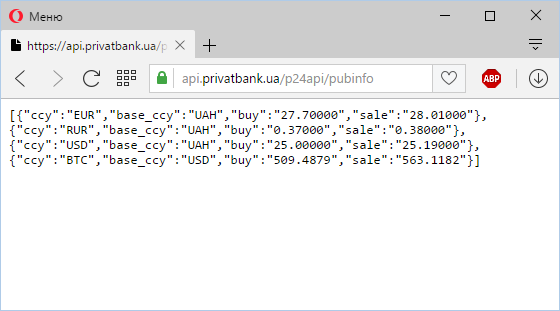 Меню
https://api.privatbank.ua/p
api.privatbank.ua/p24api/pubinfo
ABP
[{"ccy":"EUR","base_ccy":"UAH","buy":"27.70000","sale":"28.01000"},
{"ccy":"RUR","base_ccy":"UAH","buy":"0.37000","sale":"0.38000"},
{"ccy":"USD","base_ccy":"UAH","buy":"25.00000","sale":"25.19000"},
{"ccy":"BTC","base_ccy":"USD","buy":"509.4879","sale":"563.1182"}]